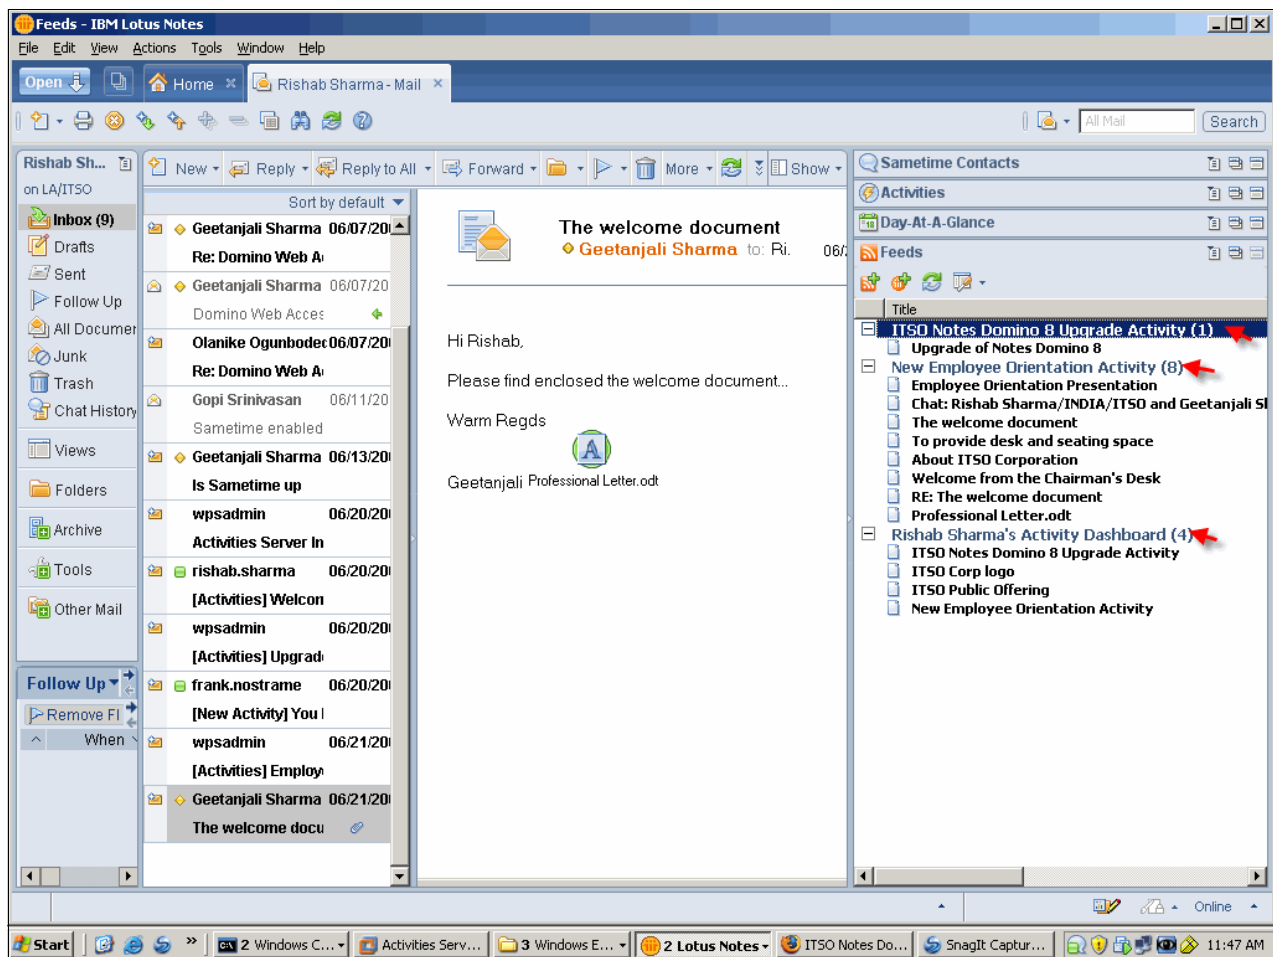 Feeds - IBM Lotus Notes
File Edit View Actions Tools Window Help
Open
Home
Rishab Sharma - Mail
All Mail
Search
Rishab Sh...
on LA/ITSO
Inbox (9)
Drafts
Sent
Follow Up
All Documer
Junk
Trash
Chat History
Views
Folders
Archive
Tools
Other Mail
Follow Up
Remove Fl
When
New
Reply
Reply to All
Forward
More
Show
Sort by default
Geetanjali Sharma 06/07/20
Re: Domino Web A
Geetanjali Sharma 06/07/20
Domino Web Acces
Olanike Ogunbodec 06/07/20
Re: Domino Web A
Gopi Srinivasan 06/11/20
Sametime enabled
Geetanjali Sharma 06/13/20
Is Sametime up
wpsadmin 06/20/20
Activities Server In
rishab.sharma 06/20/20
[Activities] Welcon
wpsadmin 06/20/20
[Activities] Upgrad
frank.nostrame 06/20/20
[New Activity] You
wpsadmin 06/21/20
[Activities] Employ
Geetanjali Sharma 06/21/20
The welcome docu
The welcome document
Geetanjali Sharma to: Ri. 06/
Hi Rishab,
Please find enclosed the welcome document...
Warm Regds
Geetanjali Professional Letter.odt
Sametime Contacts
Activities
Day-At-A-Glance
Feeds
Title
ITSO Notes Domino 8 Upgrade Activity (1)
Upgrade of Notes Domino 8
New Employee Orientation Activity (8)
Employee Orientation Presentation
Chat: Rishab Sharma/INDIA/ITSO and Geetanjali Sl
The welcome document
To provide desk and seating space
About ITSO Corporation
Welcome from the Chairman's Desk
RE: The welcome document
Professional Letter.odt
Rishab Sharma's Activity Dashboard (4)
ITSO Notes Domino 8 Upgrade Activity
ITSO Corp logo
ITSO Public Offering
New Employee Orientation Activity
Online
Start
»
2 Windows C...
Activities Serv...
3 Windows E...
2 Lotus Notes
ITSO Notes Do...
SnagIt Captur...
11:47 AM